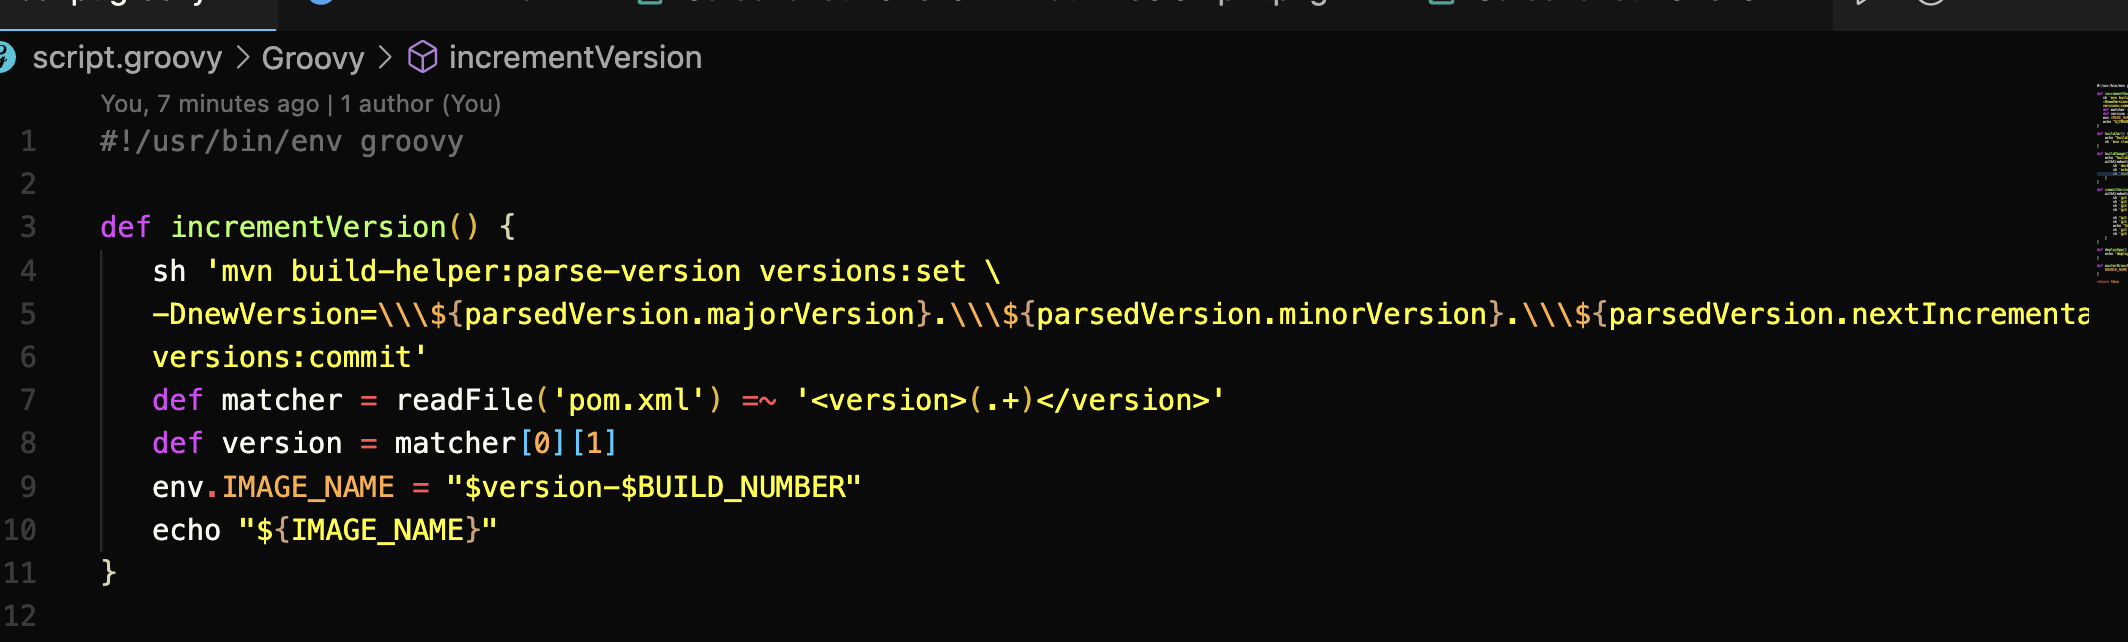 script.groovy > Groovy > incrementVersion
You, 7 minutes ago | 1 author (You)
1 #!/usr/bin/env groovy
2
3 def incrementVersion() {
4 sh 'mvn build-helper:parse-version versions:set \
5 -DnewVersion=\\\${parsedVersion.majorVersion}.\\\${parsedVersion.minorVersion}.\\\${parsedVersion.nextIncrementa
6 versions:commit'
7 def matcher = readFile('pom.xml') =~ '<version>(.+)</version>'
8 def version = matcher[0][1]
9 env.IMAGE_NAME = "$version-$BUILD_NUMBER"
10 echo "${IMAGE_NAME}"
11 }
12